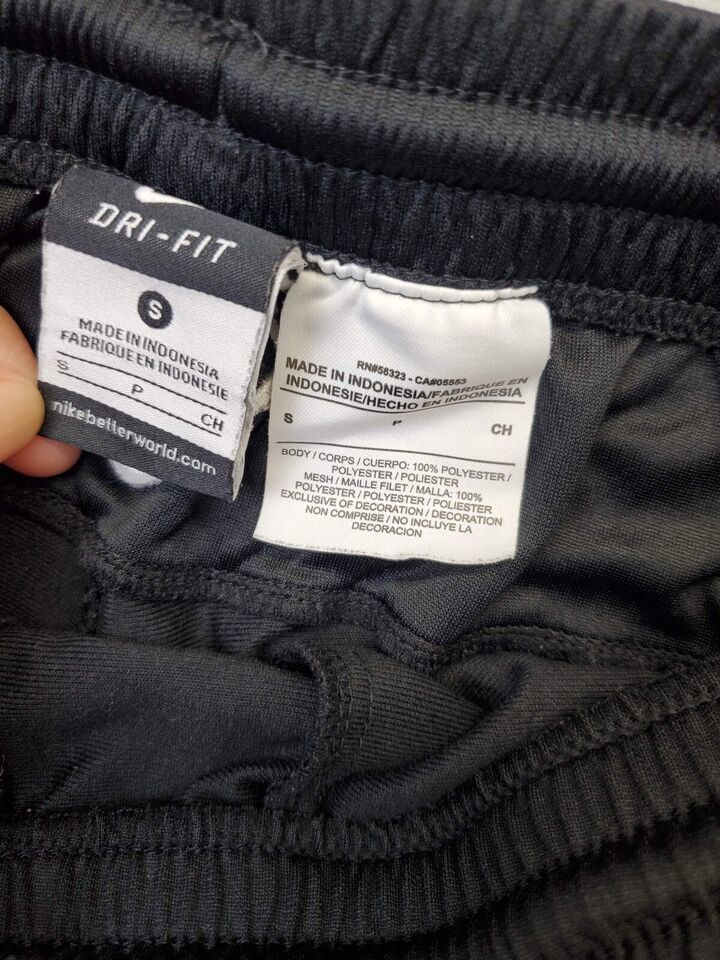 DRI-FIT
S
MADE IN INDONESIA
FABRIQUE EN INDONESIE
S P CH
nikebetterworld.com
RN#56323 - CA#05553
MADE IN INDONESIA/FABRIQUE EN
INDONESIE/HECHO EN INDONESIA
S P CH
BODY / CORPS / CUERPO: 100% POLYESTER /
POLYESTER / POLIESTER
MESH / MAILLE FILET / MALLA: 100%
POLYESTER / POLYESTER / POLIESTER
EXCLUSIVE OF DECORATION / DECORATION
NON COMPRISE / NO INCLUYE LA
DECORACION